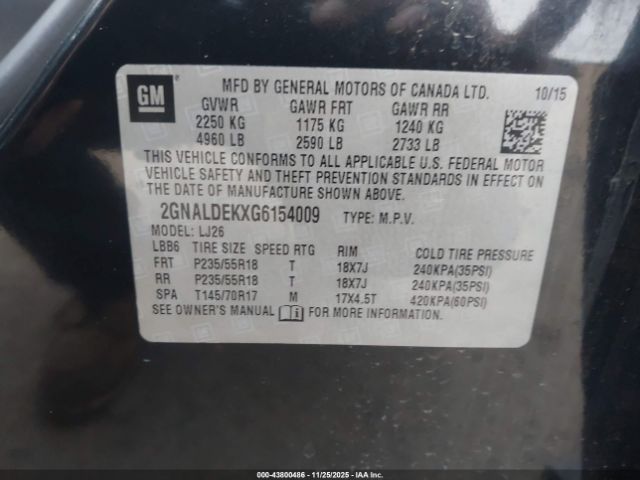 GM
MFD BY GENERAL MOTORS OF CANADA LTD. 10/15
GVWR GAWR FRT GAWR RR
2250 KG 1175 KG 1240 KG
4960 LB 2590 LB 2733 LB
THIS VEHICLE CONFORMS TO ALL APPLICABLE U.S. FEDERAL MOTOR
VEHICLE SAFETY AND THEFT PREVENTION STANDARDS IN EFFECT ON
THE DATE OF MANUFACTURE SHOWN ABOVE.
2GNALDEKXG6154009 TYPE: M.P.V.
MODEL: LJ26
LBB6 TIRE SIZE SPEED RTG RIM COLD TIRE PRESSURE
FRT P235/55R18 T 18X7J 240KPA(35PSI)
RR P235/55R18 T 18X7J 240KPA(35PSI)
SPA T145/70R17 M 17X4.5T 420KPA(60PSI)
SEE OWNER'S MANUAL FOR MORE INFORMATION.
000-43800486 - 11/25/2025 - IAAI.COM